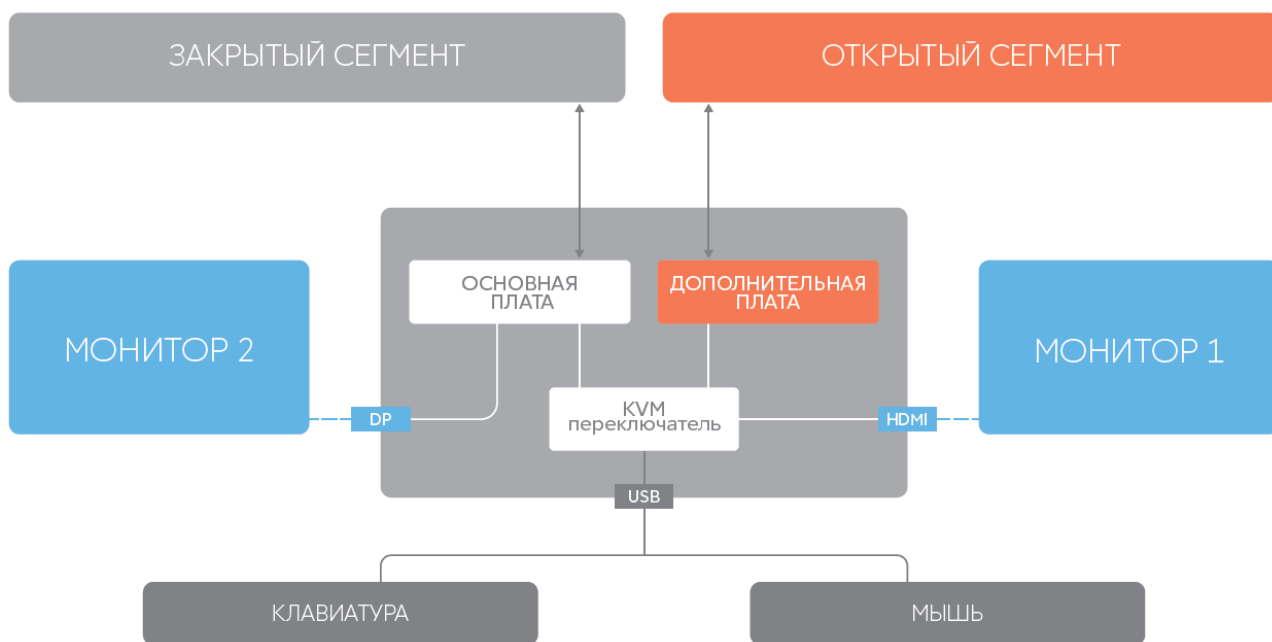 ЗАКРЫТЫЙ СЕГМЕНТ
ОТКРЫТЫЙ СЕГМЕНТ
ОСНОВНАЯ
ПЛАТА
ДОПОЛНИТЕЛЬНАЯ
ПЛАТА
МОНИТОР 2
МОНИТОР 1
DP
KVM
переключатель
HDMI
USB
КЛАВИАТУРА
МЫШЬ